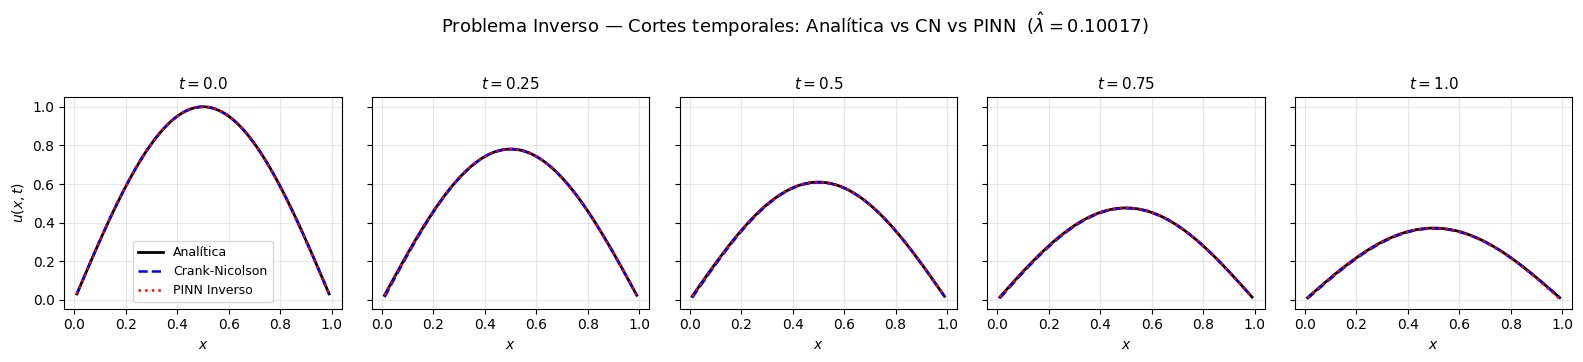 Problema Inverso — Cortes temporales: Analítica vs CN vs PINN ($\hat{\lambda} = 0.10017$)
t = 0.0
t = 0.25
t = 0.5
t = 0.75
t = 1.0
u(x, t)
1.0
0.8
0.6
0.4
0.2
0.0
Analítica
Crank-Nicolson
PINN Inverso
0.0 0.2 0.4 0.6 0.8 1.0
0.0 0.2 0.4 0.6 0.8 1.0
0.0 0.2 0.4 0.6 0.8 1.0
0.0 0.2 0.4 0.6 0.8 1.0
0.0 0.2 0.4 0.6 0.8 1.0
x
x
x
x
x